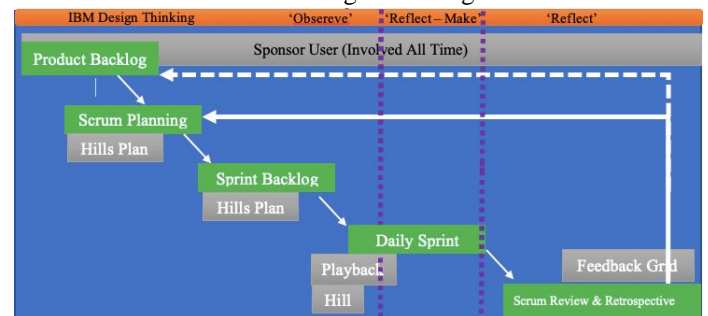 IBM Design Thinking ‘Obsereve’ ‘Reflect – Make’ ‘Reflect’
Sponsor User (Involved All Time)
Product Backlog
Scrum Planning
Hills Plan
Sprint Backlog
Hills Plan
Daily Sprint
Playback
Hill
Feedback Grid
Scrum Review & Retrospective